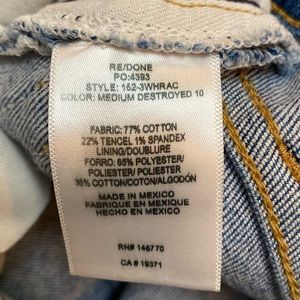 RE/DONE
PO:4393
STYLE: 152-3WHRAC
COLOR: MEDIUM DESTROYED 10
FABRIC: 77% COTTON
22% TENCEL 1% SPANDEX
LINING/DOUBLURE
FORRO: 65% POLYESTER/
POLYESTER/ POLIESTER
35% COTTON/COTON/ALGODÓN
MADE IN MEXICO
FABRIQUE EN MEXIQUE
HECHO EN MEXICO
RN# 146770
CA # 19371